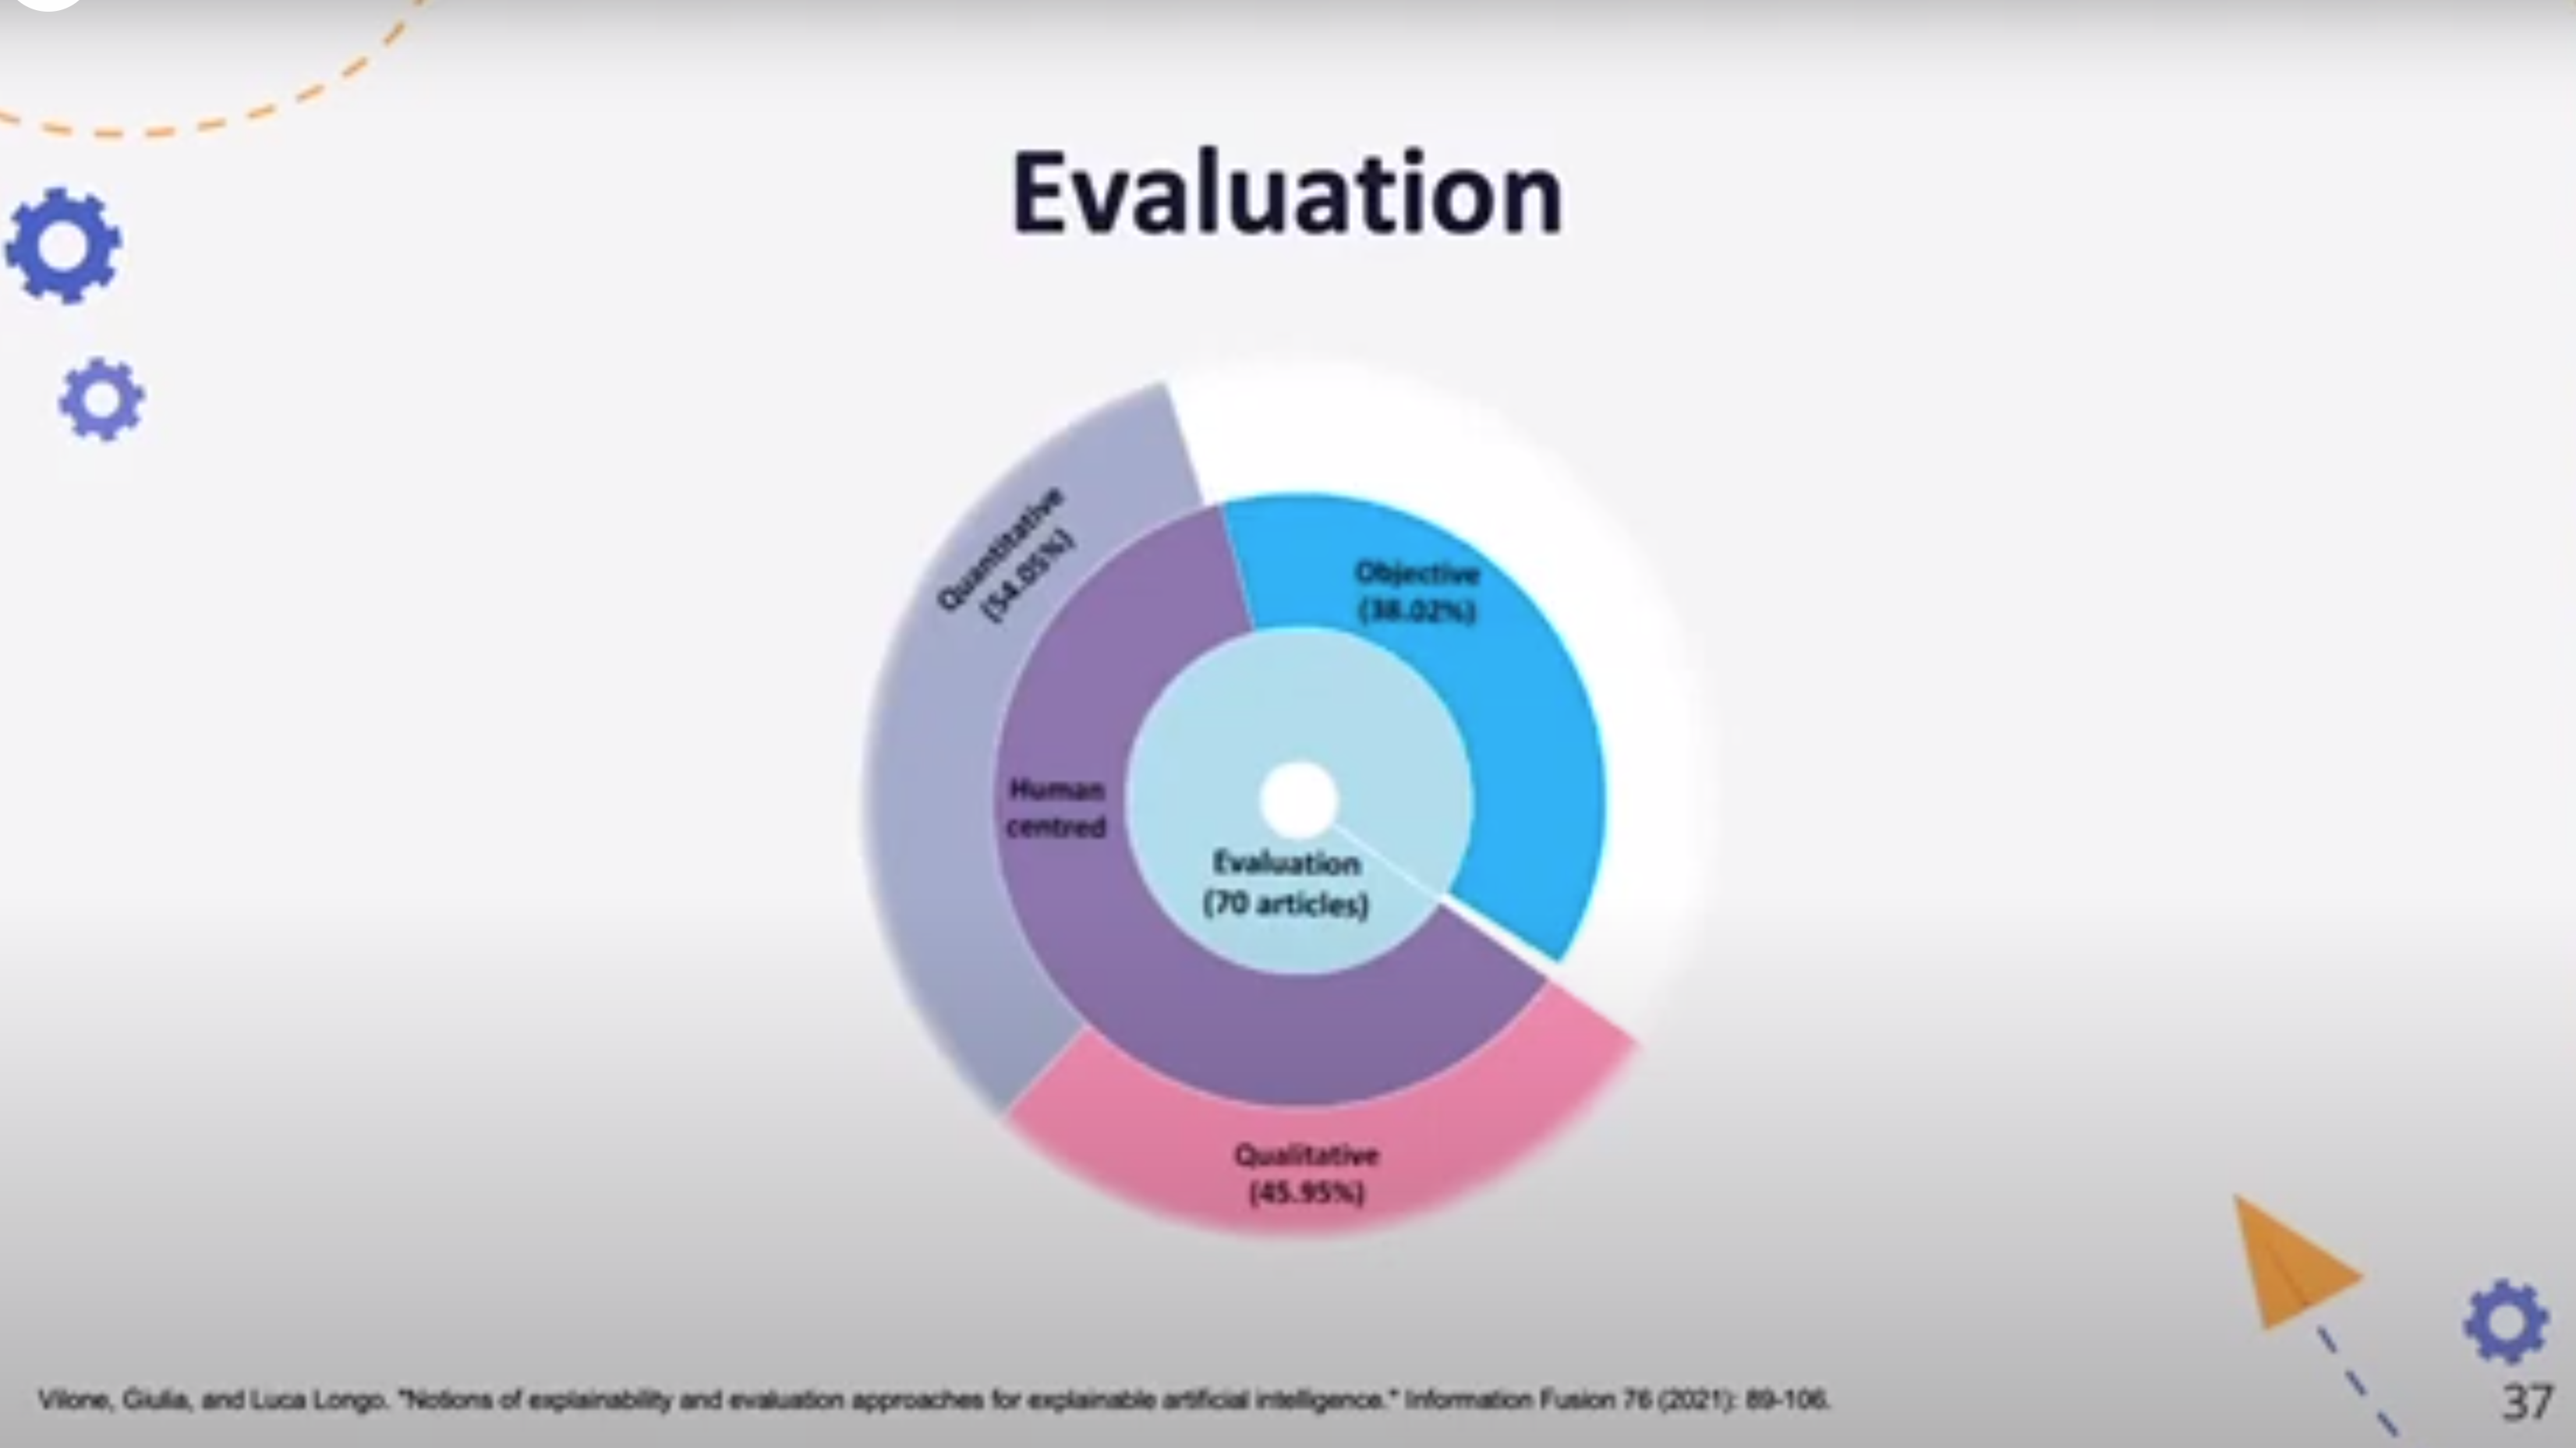 Evaluation
Quantitative
(54.05%)
Objective
(38.02%)
Human
centred
Evaluation
(70 articles)
Qualitative
(45.95%)
Vilone, Giulia, and Luca Longo. "Notions of explainability and evaluation approaches for explainable artificial intelligence." Information Fusion 76 (2021): 89-106.
37